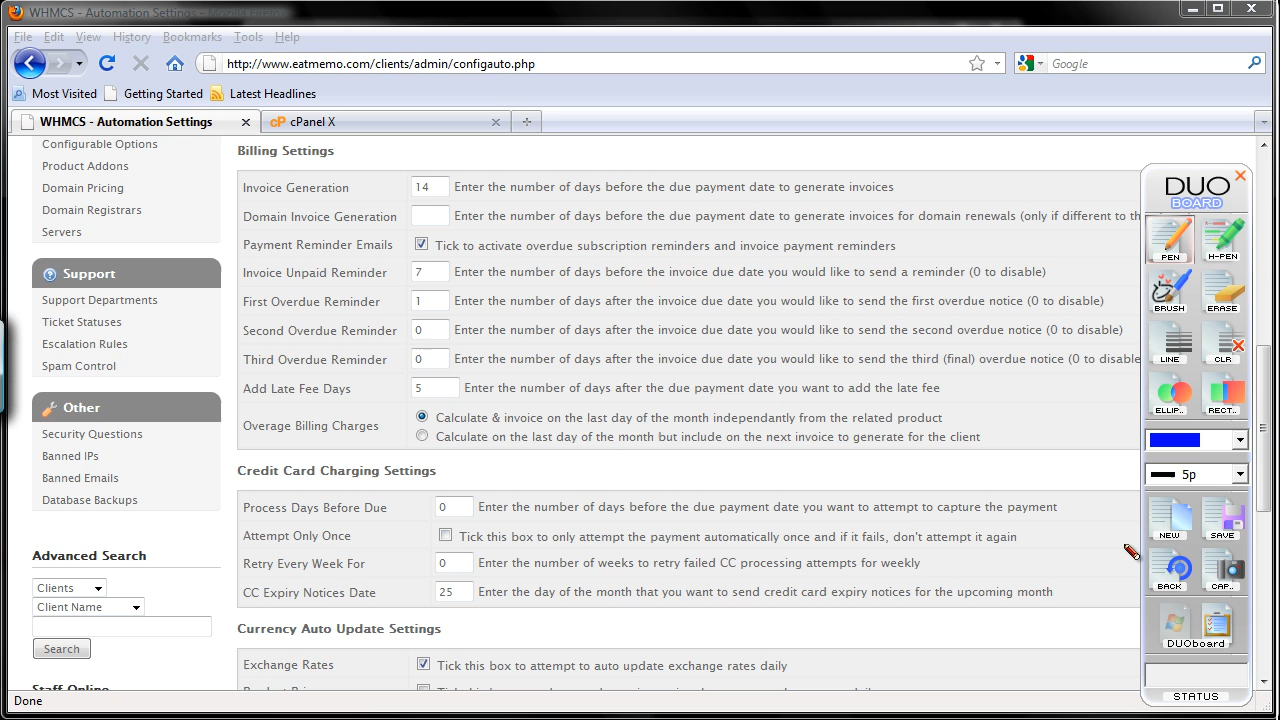 WHMCS - Automation Settings - Mozilla Firefox
File Edit View History Bookmarks Tools Help
http://www.eatmeno.com/clients/admin/configauto.php
Google
Most Visited Getting Started Latest Headlines
WHMCS - Automation Settings
cP cPanel X
Configurable Options
Product Addons
Domain Pricing
Domain Registrars
Servers
Support
Support Departments
Ticket Statuses
Escalation Rules
Spam Control
Other
Security Questions
Banned IPs
Banned Emails
Database Backups
Advanced Search
Clients
Client Name
Search
Staff Online
Billing Settings
Invoice Generation 14 Enter the number of days before the due payment date to generate invoices
Domain Invoice Generation Enter the number of days before the due payment date to generate invoices for domain renewals (only if different to th
Payment Reminder Emails Tick to activate overdue subscription reminders and invoice payment reminders
Invoice Unpaid Reminder 7 Enter the number of days before the invoice due date you would like to send a reminder (0 to disable)
First Overdue Reminder 1 Enter the number of days after the invoice due date you would like to send the first overdue notice (0 to disable)
Second Overdue Reminder 0 Enter the number of days after the invoice due date you would like to send the second overdue notice (0 to disable)
Third Overdue Reminder 0 Enter the number of days after the invoice due date you would like to send the third (final) overdue notice (0 to disable
Add Late Fee Days 5 Enter the number of days after the due payment date you want to add the late fee
Overage Billing Charges
Calculate & invoice on the last day of the month independantly from the related product
Caculate on the last day of the month but include on the next invoice to generate for the client
Credit Card Charging Settings
Process Days Before Due 0 Enter the number of days before the due payment date you want to attempt to capture the payment
Attempt Only Once Tick this box to only attempt the payment automatically once and if it fails, don't attempt it again
Retry Every Week For 0 Enter the number of weeks to retry failed CC processing attempts for weekly
CC Expiry Notices Date 25 Enter the day of the month that you want to send credit card expiry notices for the upcoming month
Currency Auto Update Settings
Exchange Rates Tick this box to attempt to auto update exchange rates daily
DUO
BOARD
PEN H-PEN
BRUSH ERASE
LINE CLR
ELLIP.. RECT..
5p
NEW SAVE
BACK CAP..
DUOboard
STATUS
Done